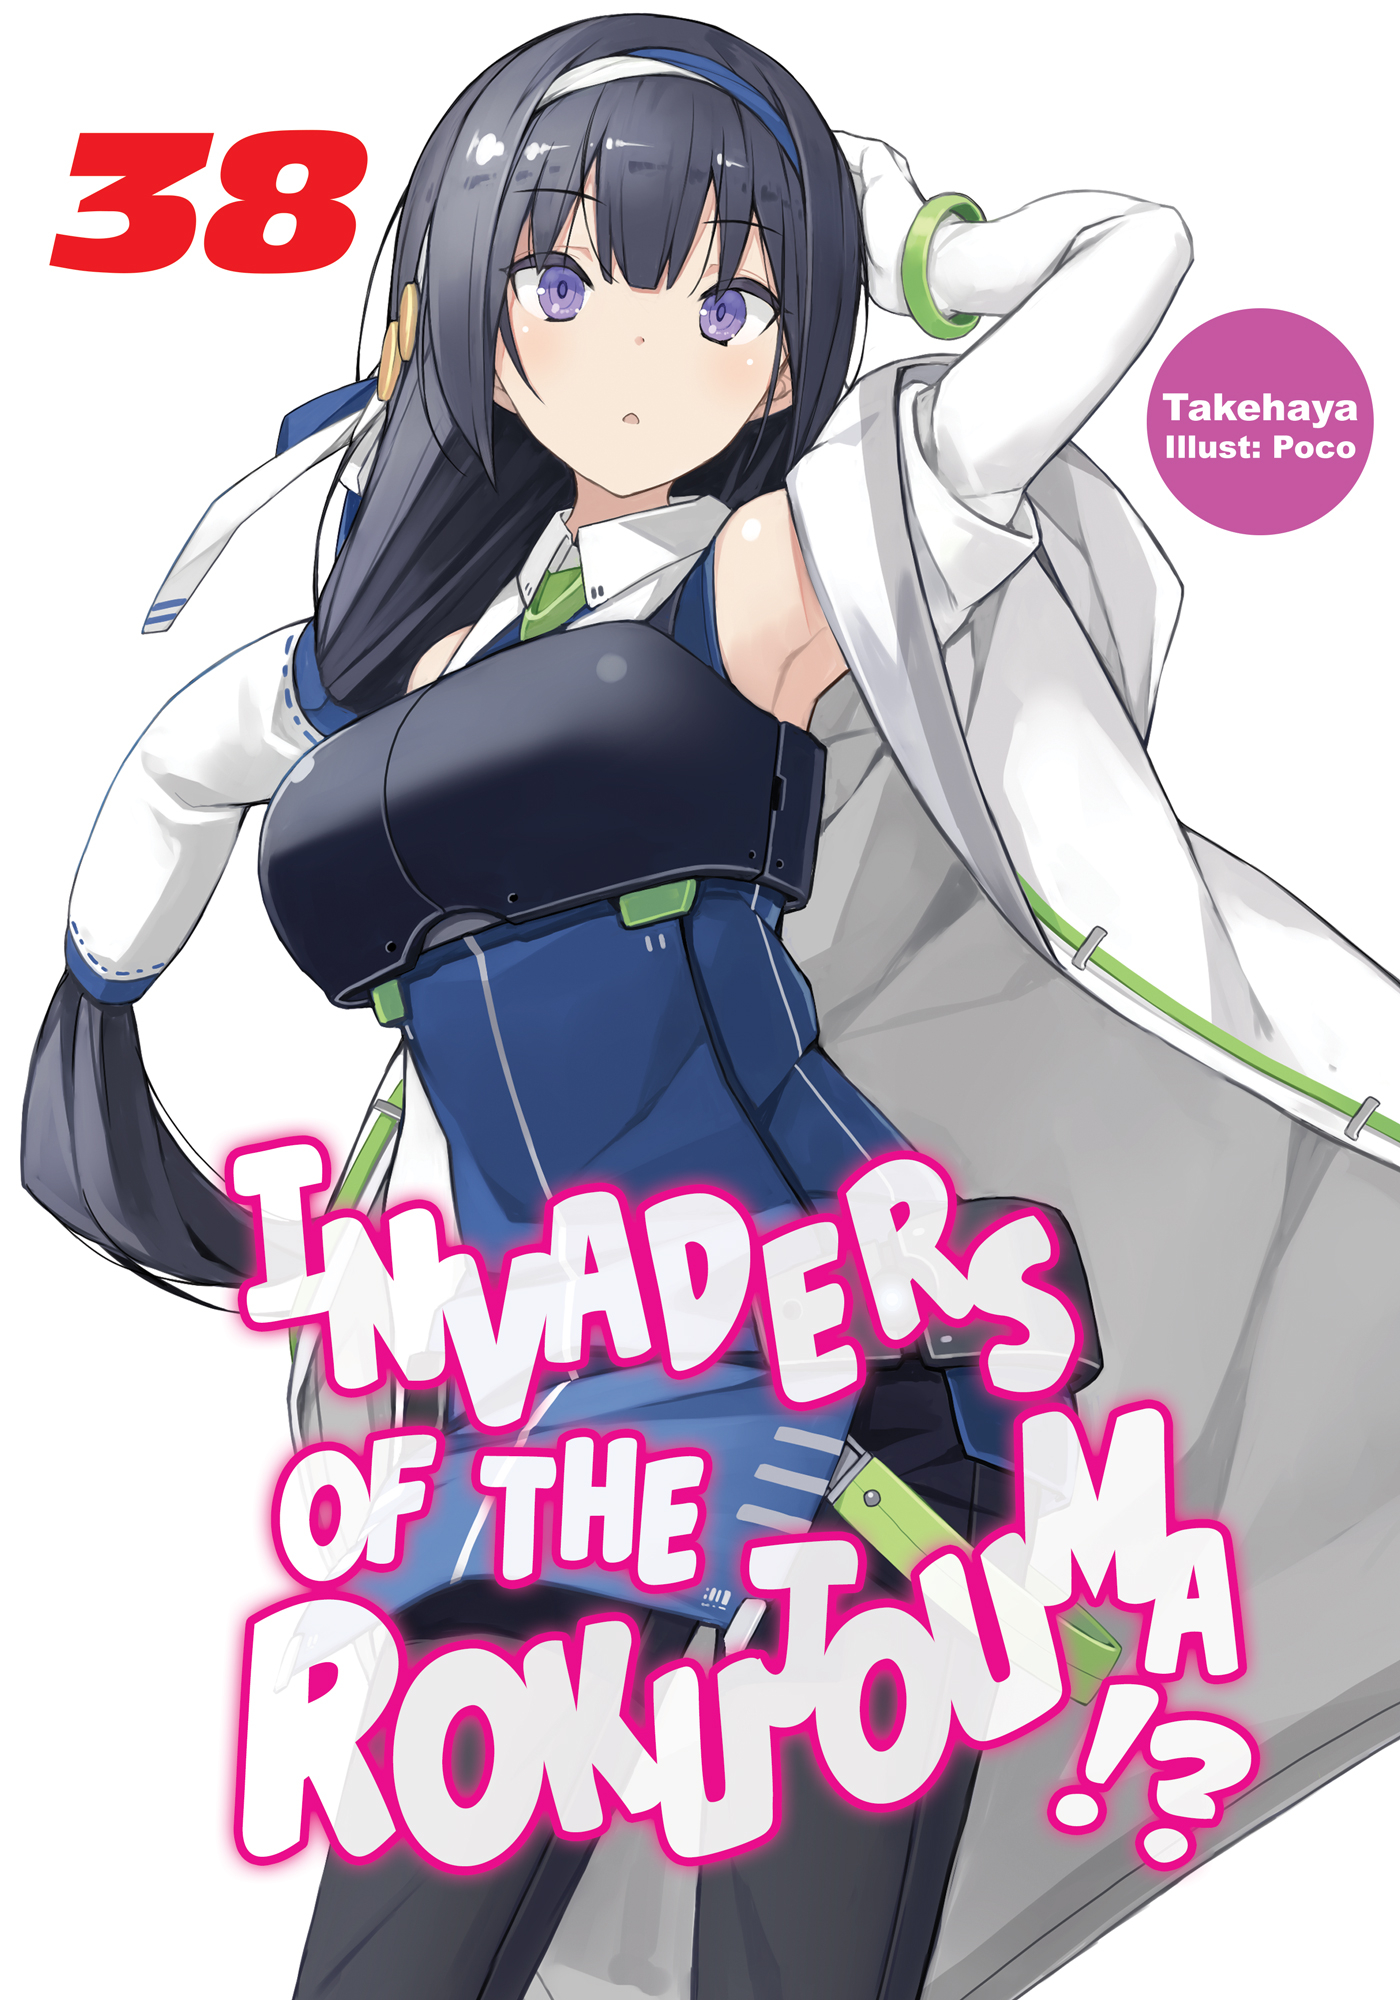 38
Takehaya
Illust: Poco
INVADERS
OF THE
ROKUJOUMA
!?